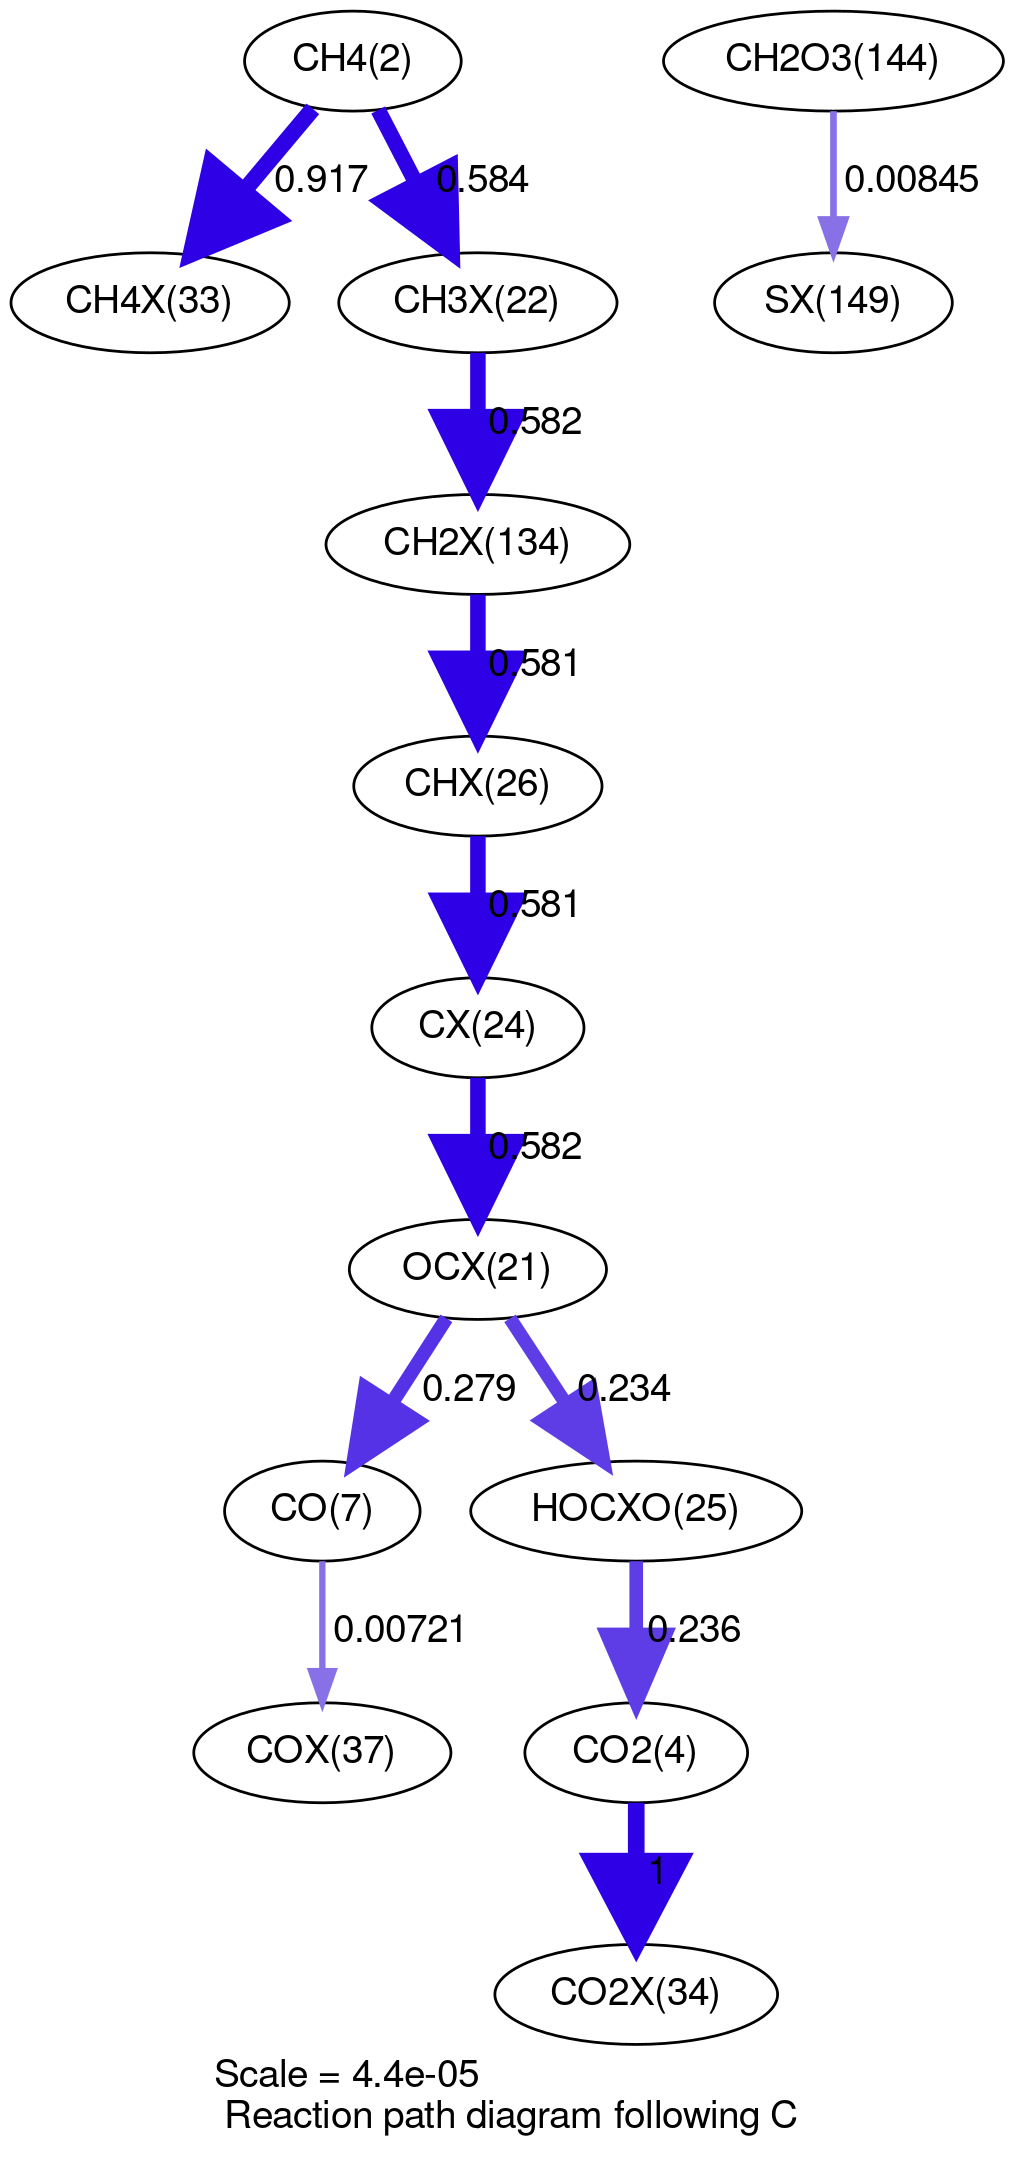 CH4(2)
CH2O3(144)
0.917
0.584
0.00845
CH4X(33)
CH3X(22)
SX(149)
0.582
CH2X(134)
0.581
CHX(26)
0.581
CX(24)
0.582
OCX(21)
0.279
0.234
CO(7)
HOCXO(25)
0.00721
0.236
COX(37)
CO2(4)
1
CO2X(34)
Scale = 4.4e-05
Reaction path diagram following C